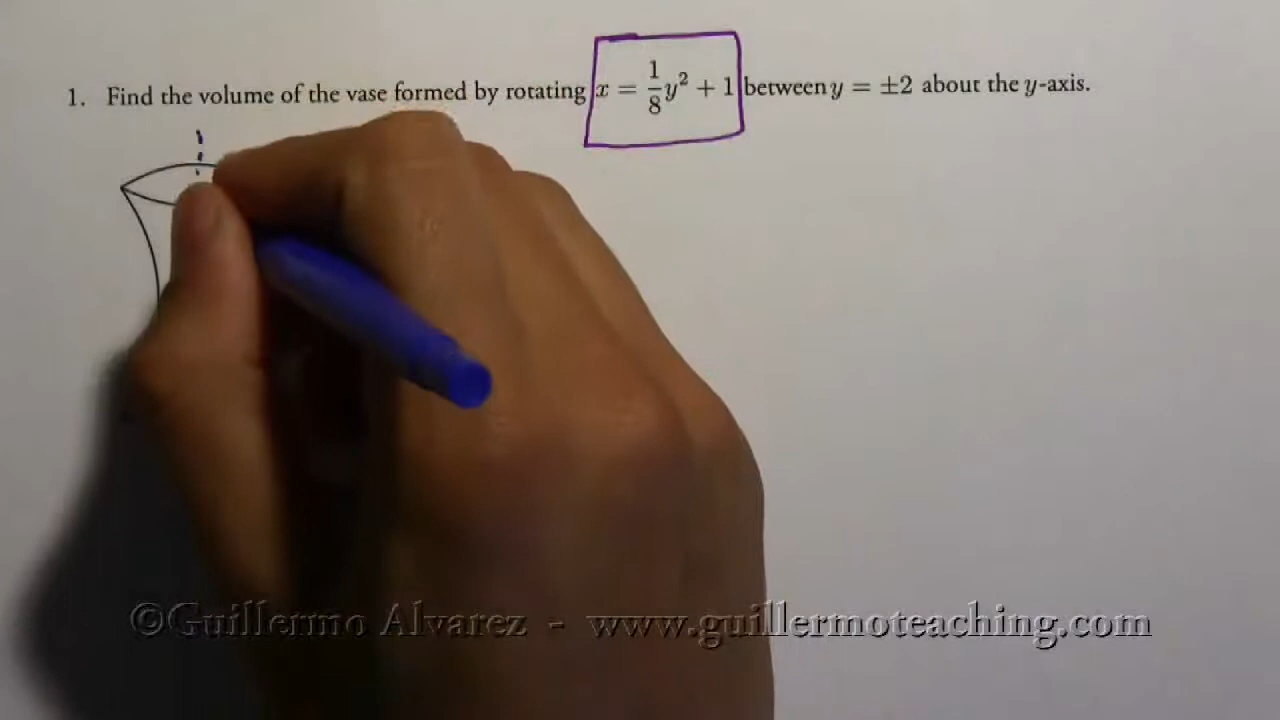 1. Find the volume of the vase formed by rotating x = \frac{1}{8}y² + 1 between y = ±2 about the y-axis.
©Guillermo Alvarez - www.guillermoteaching.com